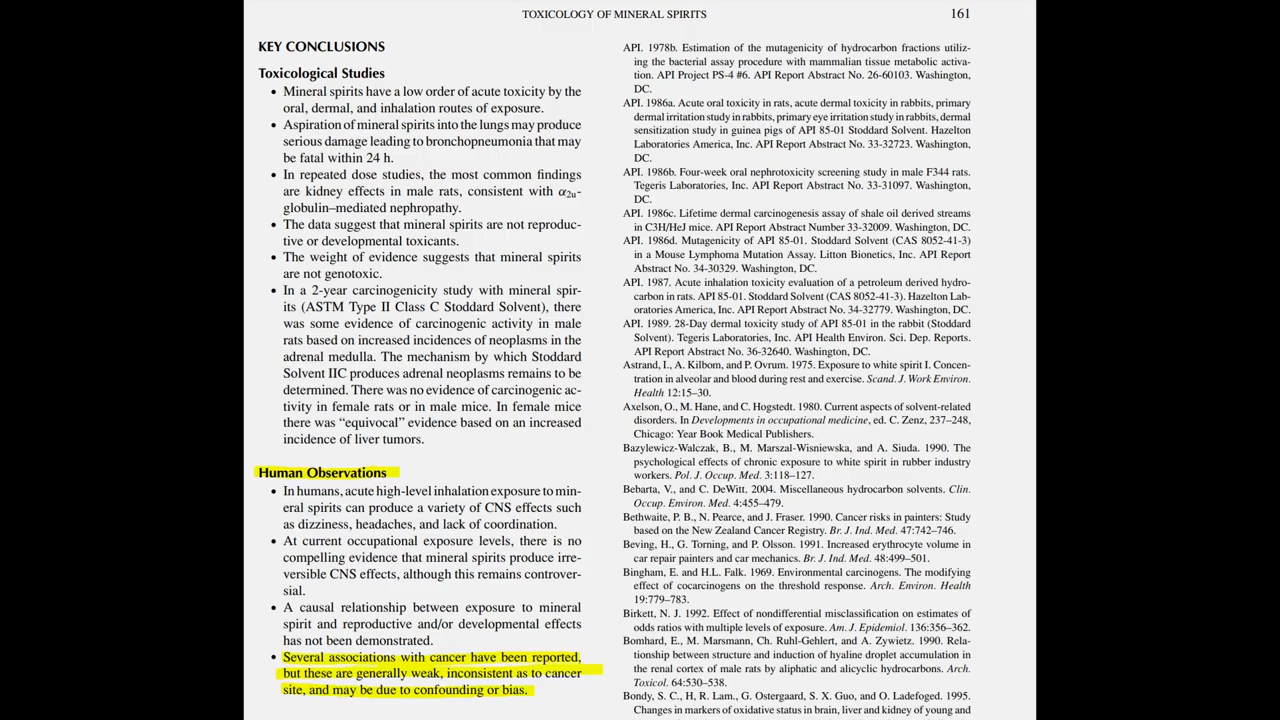 TOXICOLOGY OF MINERAL SPIRITS
161
KEY CONCLUSIONS
Toxicological Studies
• Mineral spirits have a low order of acute toxicity by the
oral, dermal, and inhalation routes of exposure.
• Aspiration of mineral spirits into the lungs may produce
serious damage leading to bronchopneumonia that may
be fatal within 24 h.
• In repeated dose studies, the most common findings
are kidney effects in male rats, consistent with α2u-
globulin–mediated nephropathy.
• The data suggest that mineral spirits are not reproduc-
tive or developmental toxicants.
• The weight of evidence suggests that mineral spirits
are not genotoxic.
• In a 2-year carcinogenicity study with mineral spir-
its (ASTM Type II Class C Stoddard Solvent), there
was some evidence of carcinogenic activity in male
rats based on increased incidences of neoplasms in the
adrenal medulla. The mechanism by which Stoddard
Solvent IIC produces adrenal neoplasms remains to be
determined. There was no evidence of carcinogenic ac-
tivity in female rats or in male mice. In female mice
there was “equivocal” evidence based on an increased
incidence of liver tumors.
Human Observations
• In humans, acute high-level inhalation exposure to min-
eral spirits can produce a variety of CNS effects such
as dizziness, headaches, and lack of coordination.
• At current occupational exposure levels, there is no
compelling evidence that mineral spirits produce irre-
versible CNS effects, although this remains controver-
sial.
• A causal relationship between exposure to mineral
spirit and reproductive and/or developmental effects
has not been demonstrated.
• Several associations with cancer have been reported,
but these are generally weak, inconsistent as to cancer
site, and may be due to confounding or bias.
API. 1978b. Estimation of the mutagenicity of hydrocarbon fractions utiliz-
ing the bacterial assay procedure with mammalian tissue metabolic activa-
tion. API Project PS-4 #6. API Report Abstract No. 26-60103. Washington,
DC.
API. 1986a. Acute oral toxicity in rats, acute dermal toxicity in rabbits, primary
dermal irritation study in rabbits, primary eye irritation study in rabbits, dermal
sensitization study in guinea pigs of API 85-01 Stoddard Solvent. Hazelton
Laboratories America, Inc. API Report Abstract No. 33-32723. Washington,
DC.
API. 1986b. Four-week oral nephrotoxicity screening study in male F344 rats.
Tegeris Laboratories, Inc. API Report Abstract No. 33-31097. Washington,
DC.
API. 1986c. Lifetime dermal carcinogenesis assay of shale oil derived streams
in C3H/HeJ mice. API Report Abstract Number 33-32009. Washington, DC.
API. 1986d. Mutagenicity of API 85-01. Stoddard Solvent (CAS 8052-41-3)
in a Mouse Lymphoma Mutation Assay. Litton Bionetics, Inc. API Report
Abstract No. 34-30329. Washington, DC.
API. 1987. Acute inhalation toxicity evaluation of a petroleum derived hydro-
carbon in rats. API 85-01. Stoddard Solvent (CAS 8052-41-3). Hazelton Lab-
oratories America, Inc. API Report Abstract No. 34-32779. Washington, DC.
API. 1989. 28-Day dermal toxicity study of API 85-01 in the rabbit (Stoddard
Solvent). Tegeris Laboratories, Inc. API Health Environ. Sci. Dep. Reports.
API Report Abstract No. 36-32640. Washington, DC.
Astrand, I., A. Kilbom, and P. Ovrum. 1975. Exposure to white spirit I. Concen-
tration in alveolar and blood during rest and exercise. Scand. J. Work Environ.
Health 12:15–30.
Axelson, O., M. Hane, and C. Hogstedt. 1980. Current aspects of solvent-related
disorders. In Developments in occupational medicine, ed. C. Zenz, 237–248,
Chicago: Year Book Medical Publishers.
Bazylewicz-Walczak, B., M. Marszal-Wisniewska, and A. Siuda. 1990. The
psychological effects of chronic exposure to white spirit in rubber industry
workers. Pol. J. Occup. Med. 3:118–127.
Bebarta, V., and C. DeWitt. 2004. Miscellaneous hydrocarbon solvents. Clin.
Occup. Environ. Med. 4:455–479.
Bethwaite, P. B., N. Pearce, and J. Fraser. 1990. Cancer risks in painters: Study
based on the New Zealand Cancer Registry. Br. J. Ind. Med. 47:742–746.
Beving, H., G. Torning, and P. Olsson. 1991. Increased erythrocyte volume in
car repair painters and car mechanics. Br. J. Ind. Med. 48:499–501.
Bingham, E. and H.L. Falk. 1969. Environmental carcinogens. The modifying
effect of cocarcinogens on the threshold response. Arch. Environ. Health
19:779–783.
Birkett, N. J. 1992. Effect of nondifferential misclassification on estimates of
odds ratios with multiple levels of exposure. Am. J. Epidemiol. 136:356–362.
Bomhard, E., M. Marsmann, Ch. Ruhl-Gehlert, and A. Zywietz. 1990. Rela-
tionship between structure and induction of hyaline droplet accumulation in
the renal cortex of male rats by aliphatic and alicyclic hydrocarbons. Arch.
Toxicol. 64:530–538.
Bondy, S. C., H, R. Lam., G. Ostergaard, S. X. Guo, and O. Ladefoged. 1995.
Changes in markers of oxidative status in brain, liver and kidney of young and